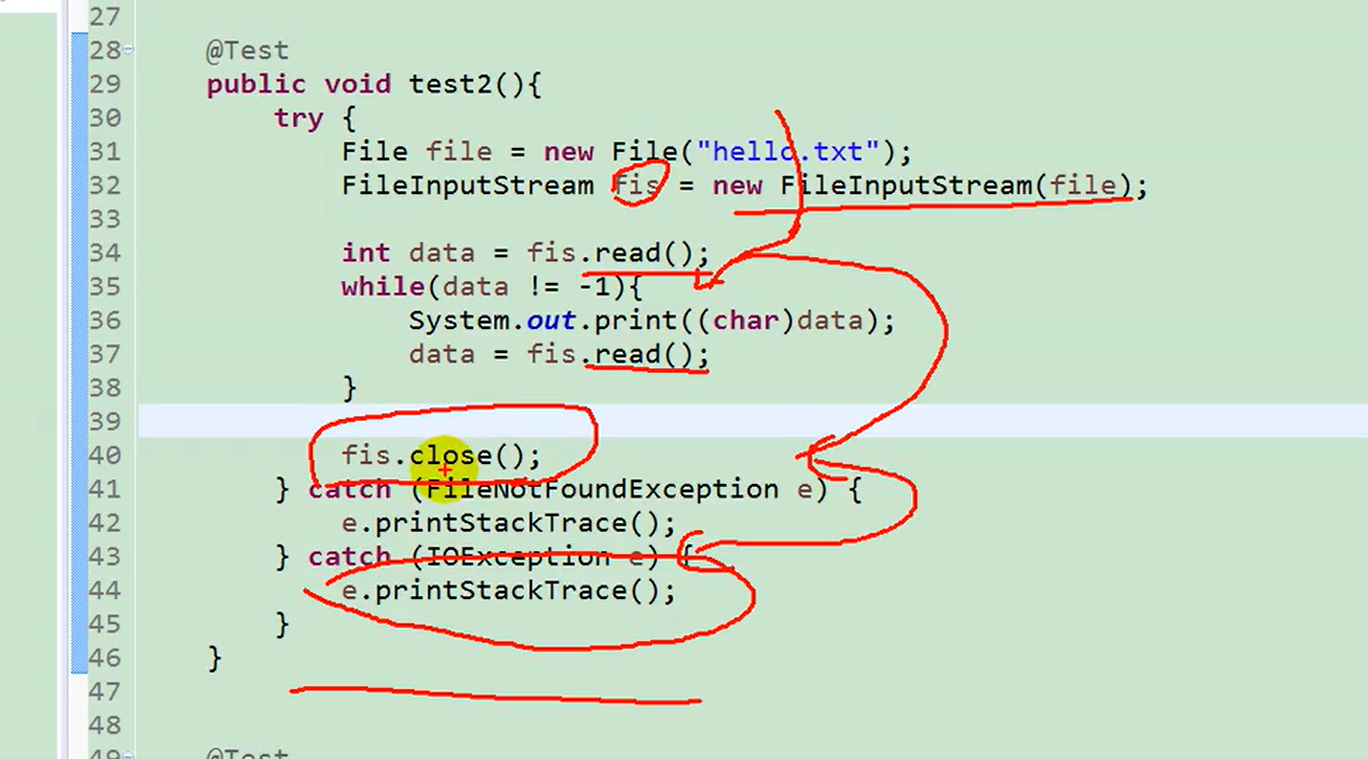 27
28 @Test
29 public void test2(){
30 try {
31 File file = new File("hello.txt");
32 FileInputStream fis = new FileInputStream(file);
33
34 int data = fis.read();
35 while(data != -1){
36 System.out.print((char)data);
37 data = fis.read();
38 }
39
40 fis.close();
41 } catch (FileNotFoundException e) {
42 e.printStackTrace();
43 } catch (IOException e) {
44 e.printStackTrace();
45 }
46 }
47
48
49 @Test